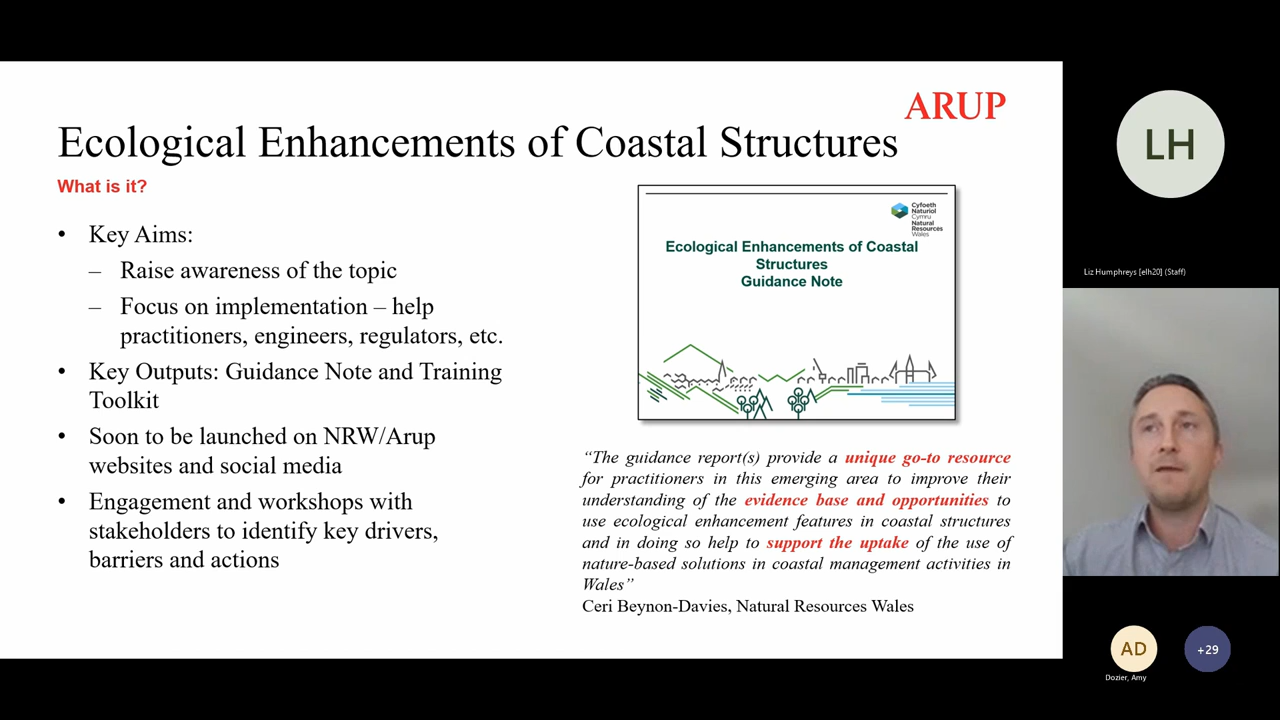 ARUP
Ecological Enhancements of Coastal Structures
What is it?
• Key Aims:
– Raise awareness of the topic
– Focus on implementation – help
practitioners, engineers, regulators, etc.
• Key Outputs: Guidance Note and Training
Toolkit
• Soon to be launched on NRW/Arup
websites and social media
• Engagement and workshops with
stakeholders to identify key drivers,
barriers and actions
Cyfoeth
Naturiol
Cymru
Natural
Resources
Wales
Ecological Enhancements of Coastal
Structures
Guidance Note
“The guidance report(s) provide a unique go-to resource
for practitioners in this emerging area to improve their
understanding of the evidence base and opportunities to
use ecological enhancement features in coastal structures
and in doing so help to support the uptake of the use of
nature-based solutions in coastal management activities in
Wales”
Ceri Beynon-Davies, Natural Resources Wales
LH
Liz Humphreys [elh20] (Staff)
AD
Dozier, Amy
+29